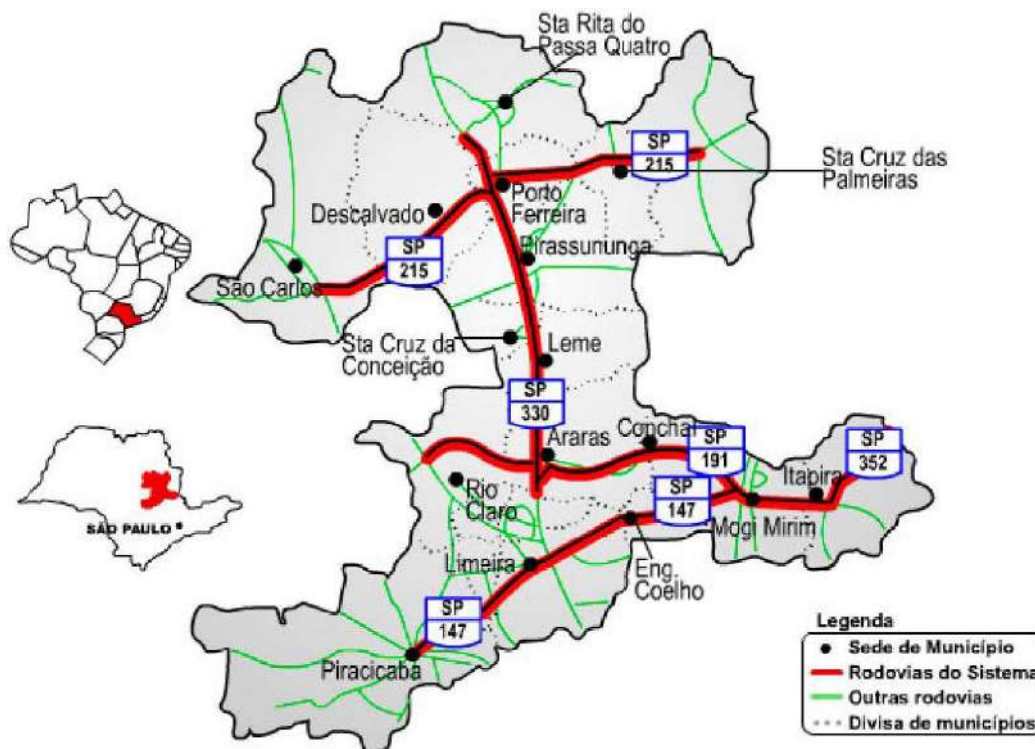 Sta Rita do
Passa Quatro
SP
215
Sta Cruz das
Palmeiras
Porto
Ferreira
Descalvado
Pirassununga
SP
215
São Carlos
Sta Cruz da
Conceição
Leme
SP
330
Araras
Conchal
SP
191
SP
352
Itapira
Rio
Claro
SP
147
Mogi Mirim
SÃO PAULO
Limeira
Eng.
Coelho
SP
147
Piracicaba
Legenda
Sede de Município
Rodovias do Sistema
Outras rodovias
Divisa de municípios